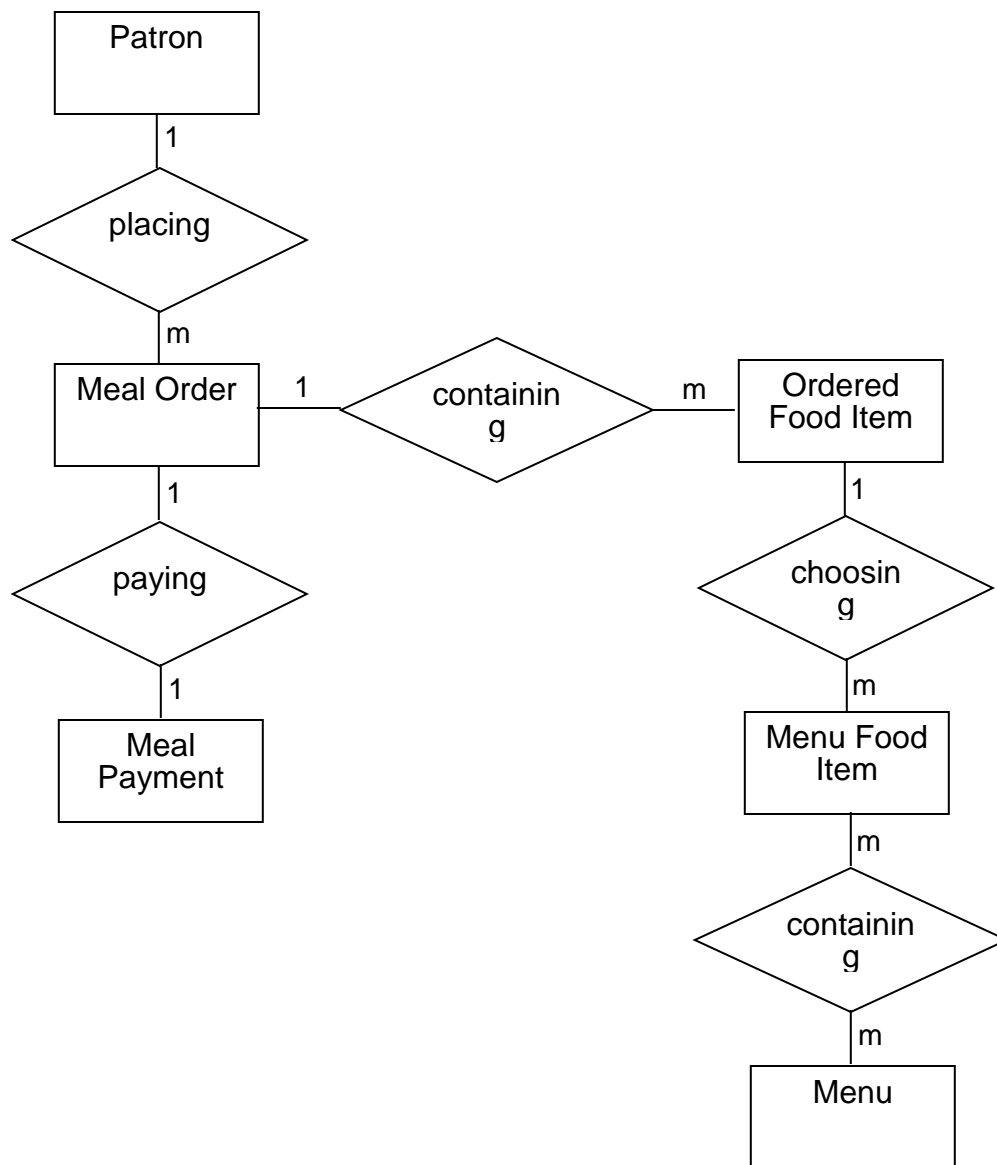 Patron
1
placing
m
Meal Order
1
containin
g
m
Ordered
Food Item
1
paying
1
Meal
Payment
1
choosin
g
m
Menu Food
Item
m
containin
g
m
Menu